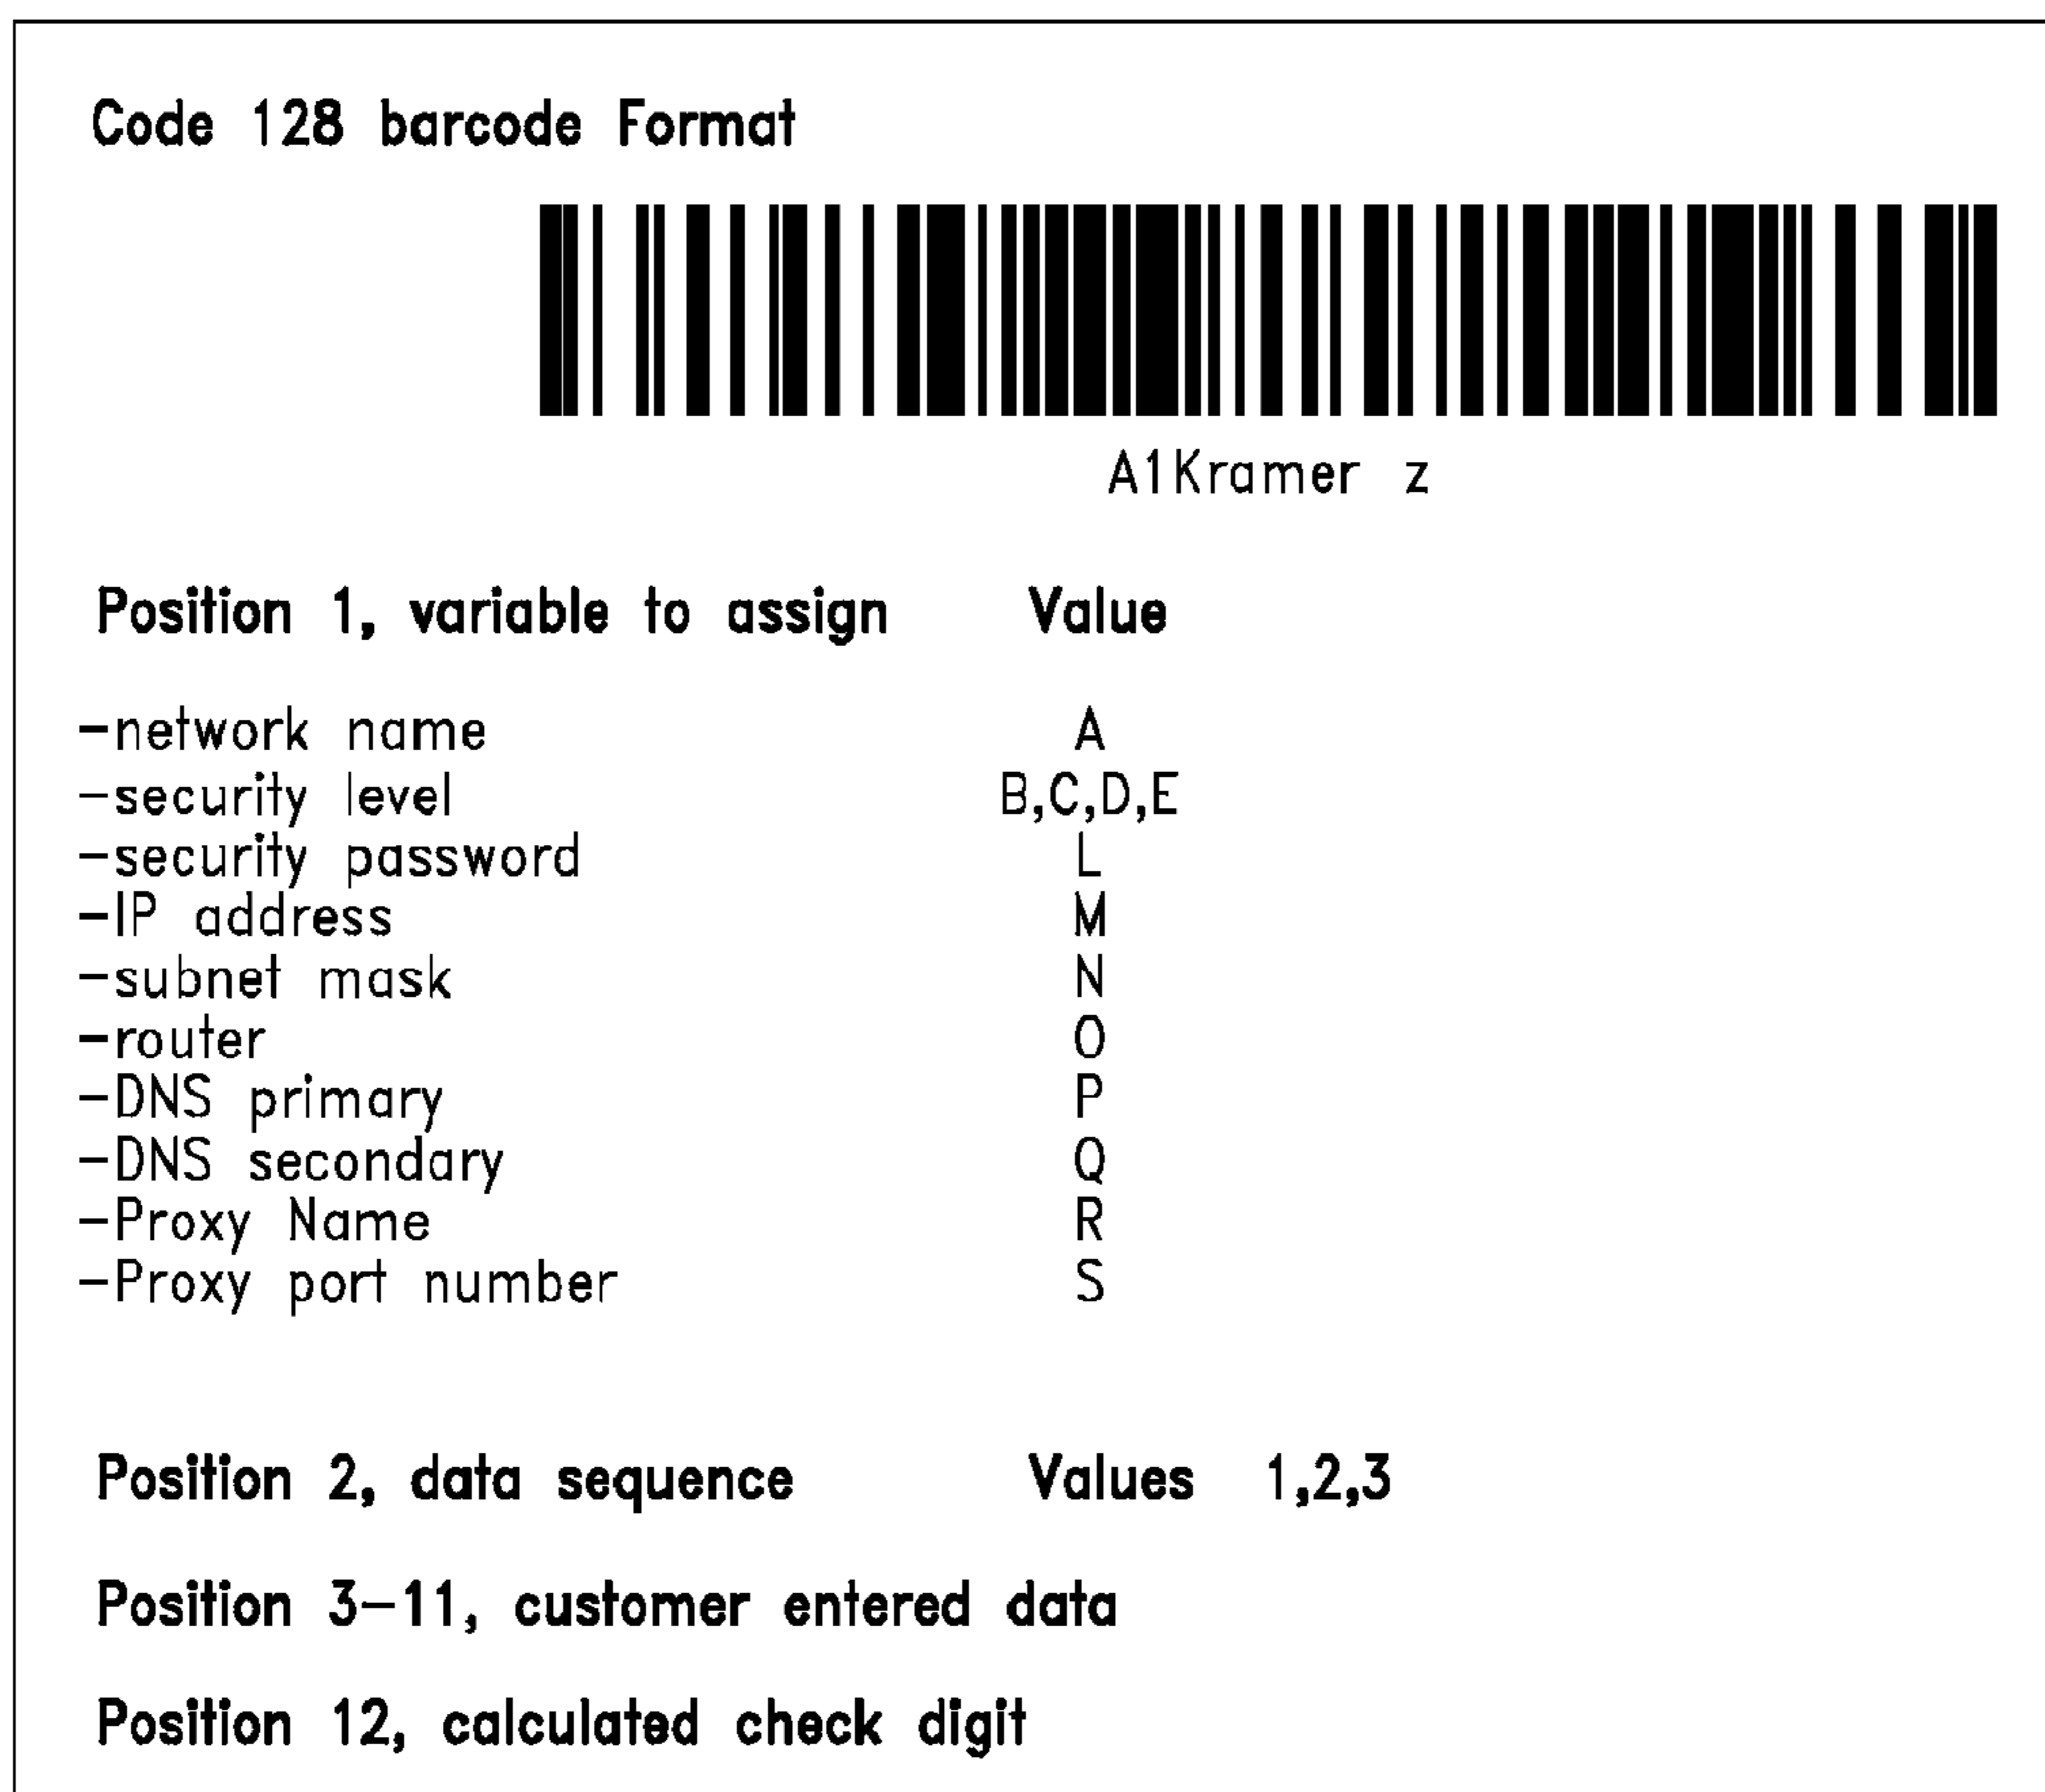 Code 128 barcode Format
A1Kramer z
Position 1, variable to assign Value
-network name A
-security level B,C,D,E
-security password L
-IP address M
-subnet mask N
-router O
-DNS primary P
-DNS secondary Q
-Proxy Name R
-Proxy port number S
Position 2, data sequence Values 1,2,3
Position 3-11, customer entered data
Position 12, calculated check digit